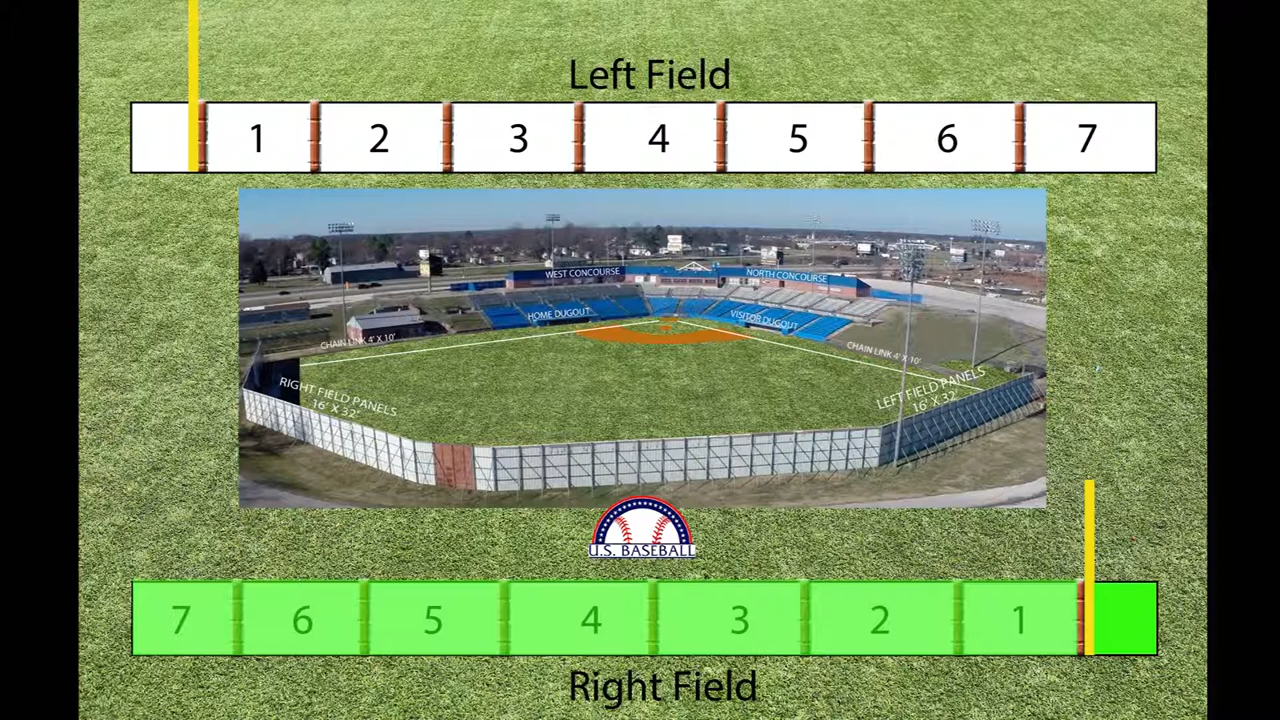 Left Field
1 2 3 4 5 6 7
WEST CONCOURSE
NORTH CONCOURSE
HOME DUGOUT
VISITOR DUGOUT
CHAIN LINK 4' X 10'
CHAIN LINK 4' X 10'
RIGHT FIELD PANELS
16' X 32'
LEFT FIELD PANELS
16' X 32'
U.S. BASEBALL
7 6 5 4 3 2 1
Right Field